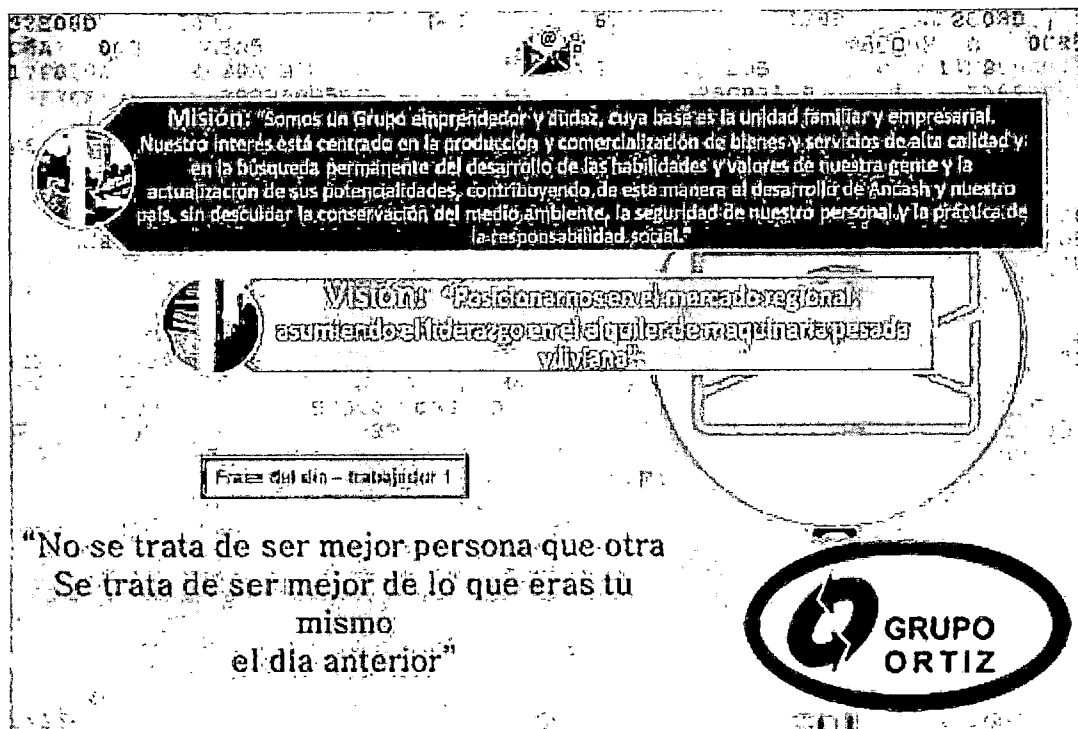 Misión: "Somos un Grupo emprendedor y audaz, cuya base es la unidad familiar y empresarial.
Nuestro interés está centrado en la producción y comercialización de bienes y servicios de alta calidad y
en la búsqueda permanente del desarrollo de las habilidades y valores de nuestra gente y la
actualización de sus potencialidades, contribuyendo de esta manera al desarrollo de Áncash y nuestro
país, sin descuidar la conservación del medio ambiente, la seguridad de nuestro personal y la práctica de
la responsabilidad social."
Visión: "Posicionarnos en el mercado regional,
asumiendo el liderazgo en el alquiler de maquinaria pesada
y liviana".
Frase del día – trabajador 1
"No se trata de ser mejor persona que otra
Se trata de ser mejor de lo que eras tu
mismo
el día anterior"
GRUPO
ORTIZ